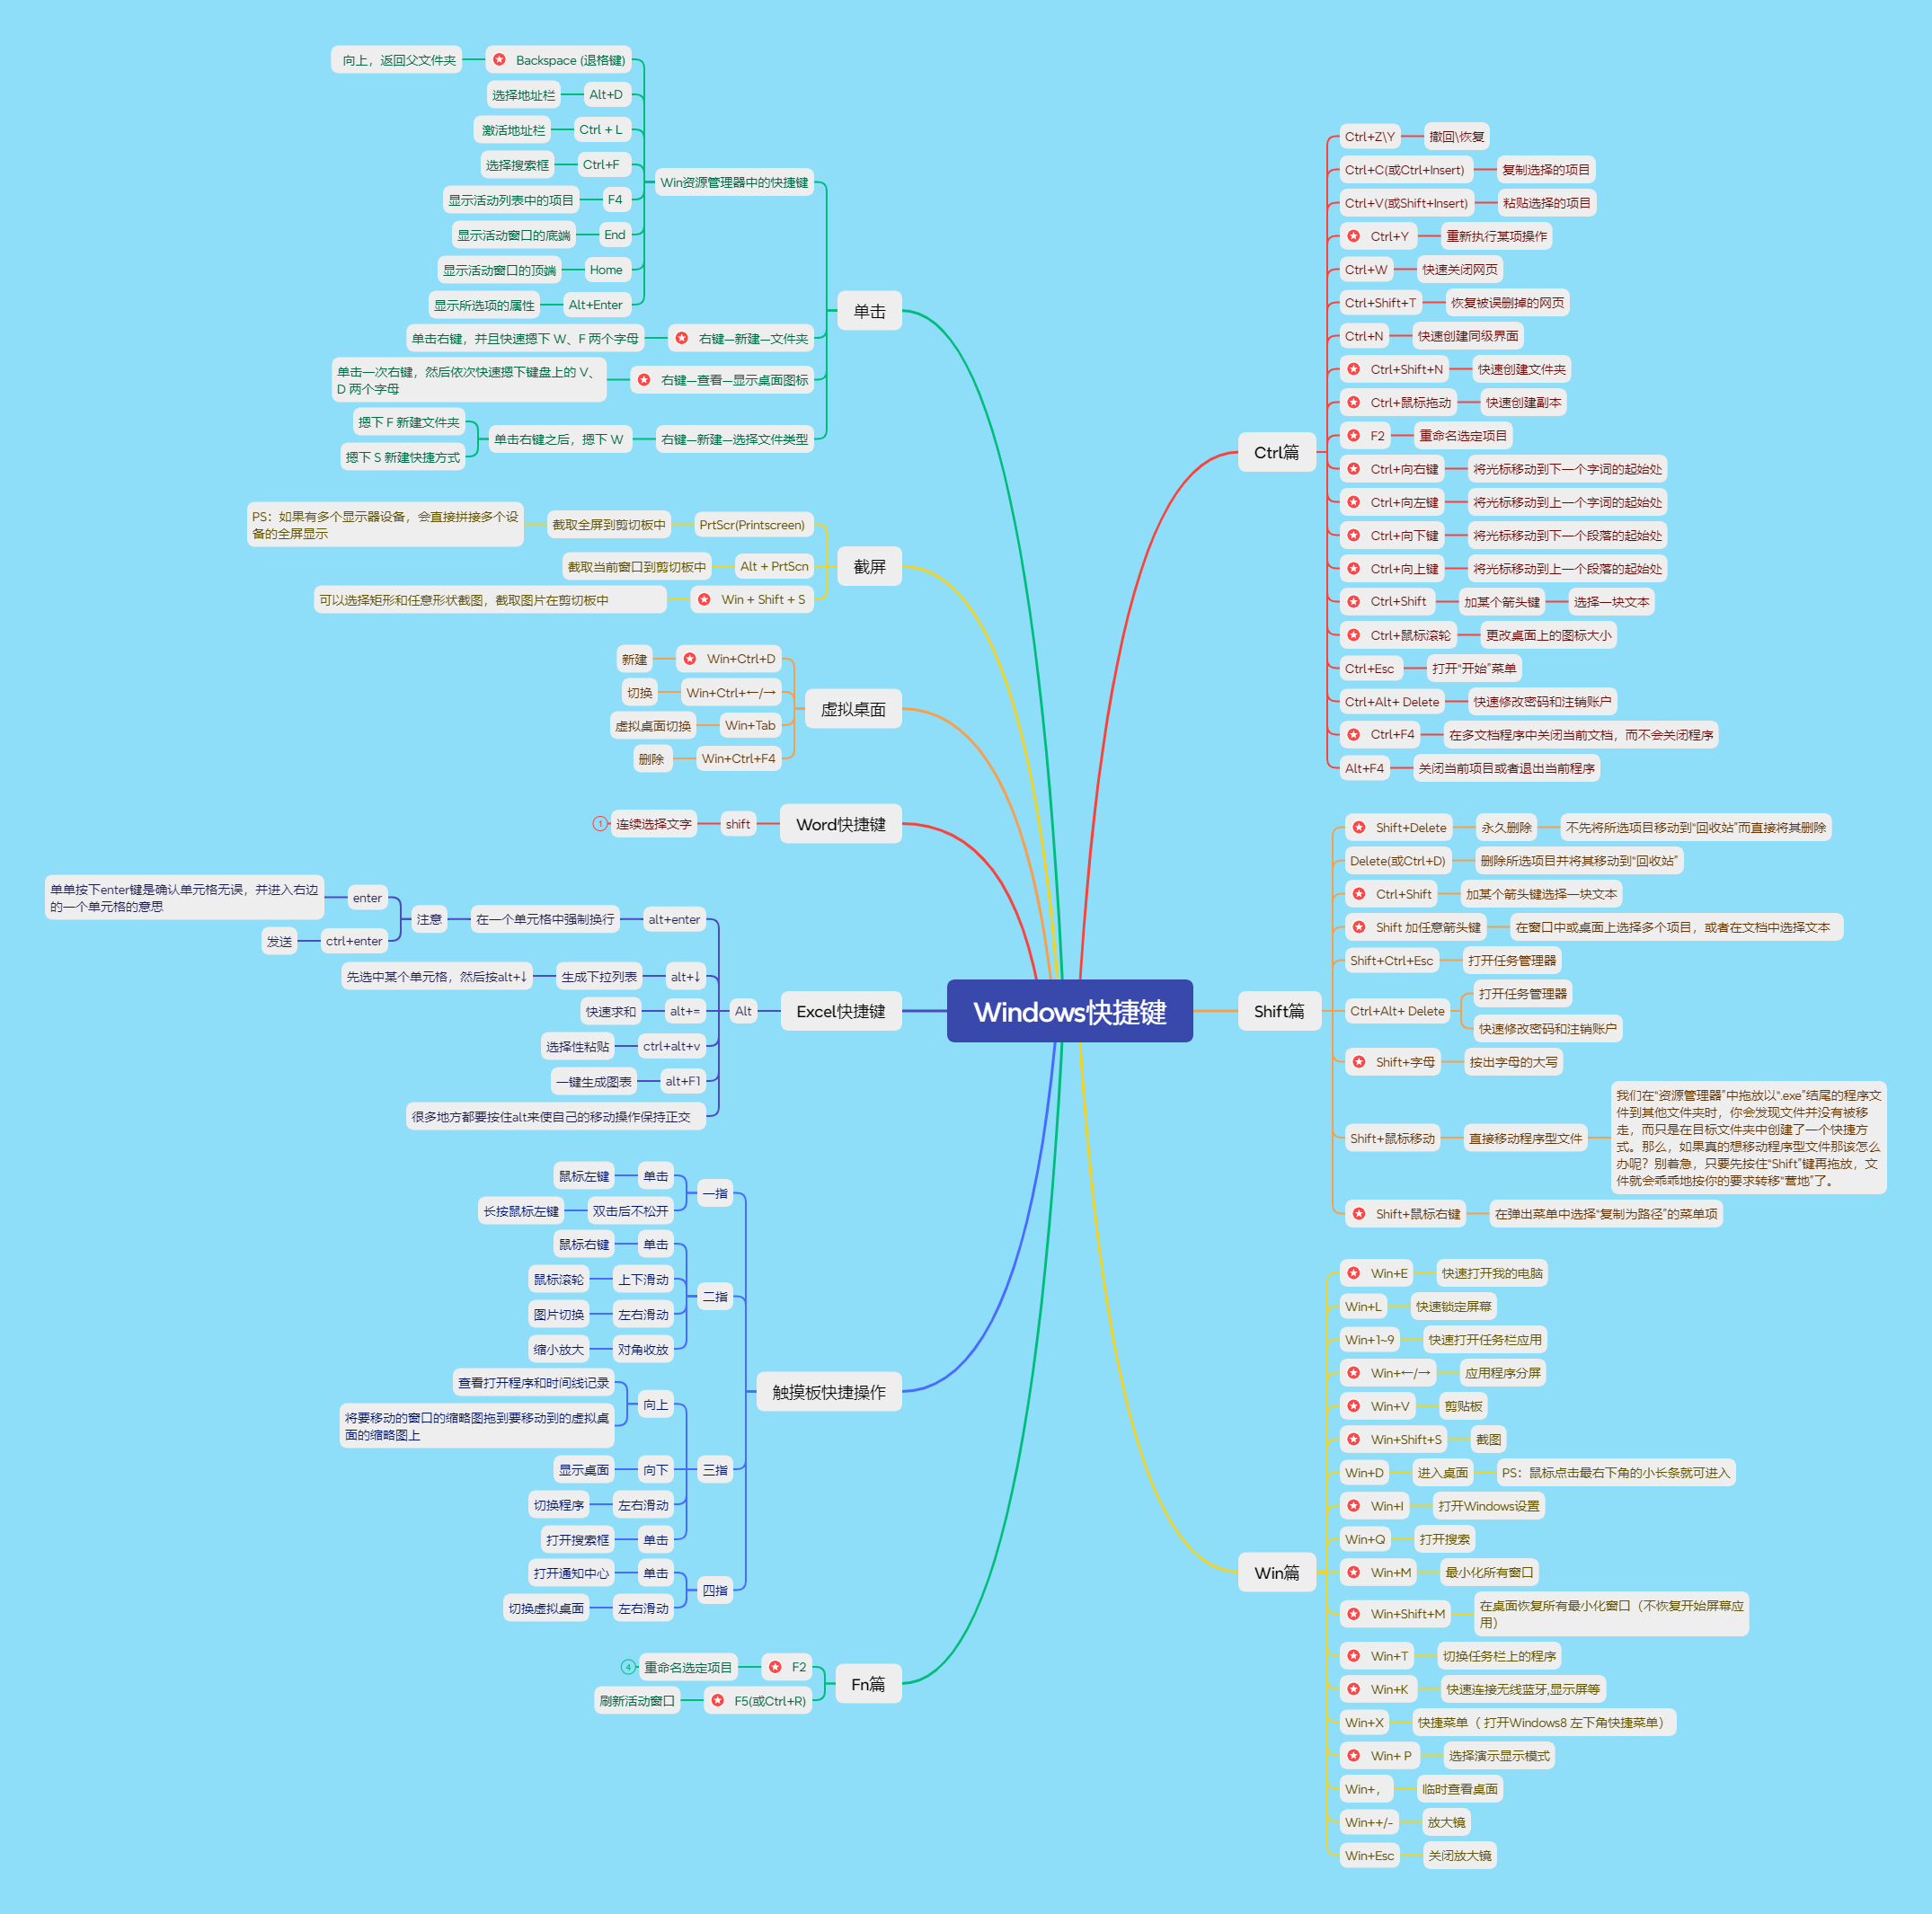 Windows快捷键
Ctrl篇
Ctrl+Z\Y
撤回\恢复
Ctrl+C(或Ctrl+Insert)
复制选择的项目
Ctrl+V(或Shift+Insert)
粘贴选择的项目
Ctrl+Y
重新执行某项操作
Ctrl+W
快速关闭网页
Ctrl+Shift+T
恢复被误删掉的网页
Ctrl+N
快速创建同级界面
Ctrl+Shift+N
快速创建文件夹
Ctrl+鼠标拖动
快速创建副本
F2
重命名选定项目
Ctrl+向右键
将光标移动到下一个字词的起始处
Ctrl+向左键
将光标移动到上一个字词的起始处
Ctrl+向下键
将光标移动到下一个段落的起始处
Ctrl+向上键
将光标移动到上一个段落的起始处
Ctrl+Shift
加某个箭头键
选择一块文本
Ctrl+鼠标滚轮
更改桌面上的图标大小
Ctrl+Esc
打开“开始”菜单
Ctrl+Alt+ Delete
快速修改密码和注销账户
Ctrl+F4
在多文档程序中关闭当前文档，而不会关闭程序
Alt+F4
关闭当前项目或者退出当前程序
Shift篇
Shift+Delete
永久删除
不先将所选项目移动到“回收站”而直接将其删除
Delete(或Ctrl+D)
删除所选项目并将其移动到“回收站”
Ctrl+Shift
加某个箭头键选择一块文本
Shift 加任意箭头键
在窗口中或桌面上选择多个项目，或者在文档中选择文本
Shift+Ctrl+Esc
打开任务管理器
Ctrl+Alt+ Delete
打开任务管理器
快速修改密码和注销账户
Shift+字母
按出字母的大写
Shift+鼠标移动
直接移动程序型文件
我们在“资源管理器”中拖放以“.exe”结尾的程序文
件到其他文件夹时，你会发现文件并没有被移
走，而只是在目标文件夹中创建了一个快捷方
式。那么，如果真的想移动程序型文件那该怎么
办呢？别着急，只要先按住“Shift”键再拖放，文
件就会乖乖地按你的要求转移“营地”了。
Shift+鼠标右键
在弹出菜单中选择“复制为路径”的菜单项
Win篇
Win+E
快速打开我的电脑
Win+L
快速锁定屏幕
Win+1~9
快速打开任务栏应用
Win+←/→
应用程序分屏
Win+V
剪贴板
Win+Shift+S
截图
Win+D
进入桌面
PS：鼠标点击最右下角的小长条就可进入
Win+I
打开Windows设置
Win+Q
打开搜索
Win+M
最小化所有窗口
Win+Shift+M
在桌面恢复所有最小化窗口（不恢复开始屏幕应
用）
Win+T
切换任务栏上的程序
Win+K
快速连接无线蓝牙,显示屏等
Win+X
快捷菜单（ 打开Windows8 左下角快捷菜单）
Win+ P
选择演示显示模式
Win+，
临时查看桌面
Win++/-
放大镜
Win+Esc
关闭放大镜
单击
Win资源管理器中的快捷键
Backspace (退格键)
向上，返回父文件夹
Alt+D
选择地址栏
Ctrl + L
激活地址栏
Ctrl+F
选择搜索框
F4
显示活动列表中的项目
End
显示活动窗口的底端
Home
显示活动窗口的顶端
Alt+Enter
显示所选项的属性
右键—新建—文件夹
单击右键，并且快速摁下 W、F 两个字母
右键—查看—显示桌面图标
单击一次右键，然后依次快速摁下键盘上的 V、
D 两个字母
右键—新建—选择文件类型
单击右键之后，摁下 W
摁下 F 新建文件夹
摁下 S 新建快捷方式
截屏
PrtScr(Printscreen)
截取全屏到剪切板中
PS：如果有多个显示器设备，会直接拼接多个设
备的全屏显示
Alt + PrtScn
截取当前窗口到剪切板中
Win + Shift + S
可以选择矩形和任意形状截图，截取图片在剪切板中
虚拟桌面
Win+Ctrl+D
新建
Win+Ctrl+←/→
切换
Win+Tab
虚拟桌面切换
Win+Ctrl+F4
删除
Word快捷键
shift
连续选择文字
1
Excel快捷键
Alt
alt+enter
在一个单元格中强制换行
注意
enter
单单按下enter键是确认单元格无误，并进入右边
的一个单元格的意思
ctrl+enter
发送
alt+↓
生成下拉列表
先选中某个单元格，然后按alt+↓
alt+=
快速求和
ctrl+alt+v
选择性粘贴
alt+F1
一键生成图表
很多地方都要按住alt来使自己的移动操作保持正交
触摸板快捷操作
一指
单击
鼠标左键
双击后不松开
长按鼠标左键
二指
单击
鼠标右键
上下滑动
鼠标滚轮
左右滑动
图片切换
对角收放
缩小放大
三指
向上
查看打开程序和时间线记录
将要移动的窗口的缩略图拖到要移动到的虚拟桌
面的缩略图上
向下
显示桌面
左右滑动
切换程序
单击
打开搜索框
四指
单击
打开通知中心
左右滑动
切换虚拟桌面
Fn篇
F2
重命名选定项目
4
F5(或Ctrl+R)
刷新活动窗口